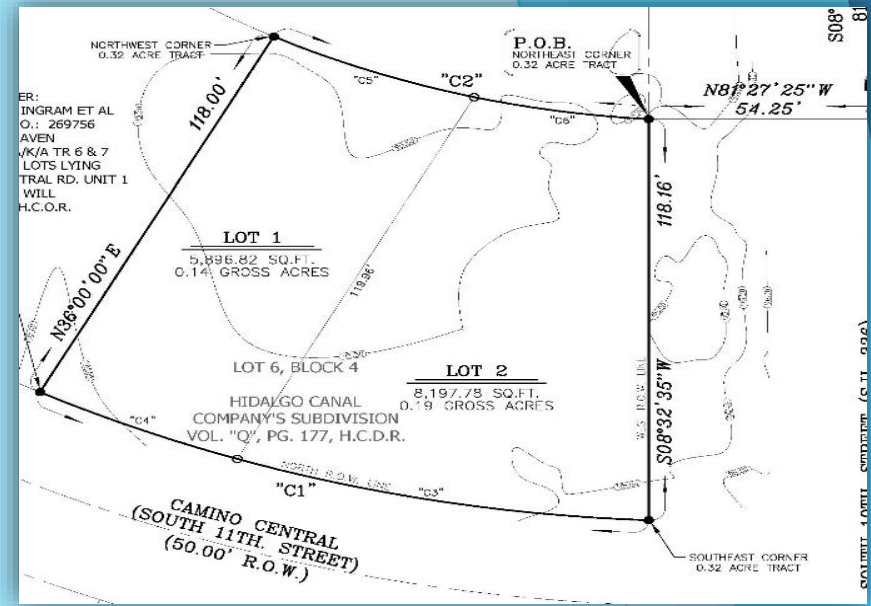 NORTHWEST CORNER
0.32 ACRE TRACT
P.O.B.
NORTHEAST CORNER
0.32 ACRE TRACT
S08°
81
"C5"
"C2"
"C6"
N81°27'25"W
54.25'
ER:
INGRAM ET AL
O.: 269756
AVEN
/K/A TR 6 & 7
LOTS LYING
TRAL RD. UNIT 1
WILL
H.C.O.R.
118.00'
N36°00'00"E
118.16'
S08°32'35"W
LOT 1
5,896.82 SQ.FT.
0.14 GROSS ACRES
119.96'
LOT 6, BLOCK 4
HIDALGO CANAL
COMPANY'S SUBDIVISION
VOL. "Q", PG. 177, H.C.D.R.
LOT 2
8,197.78 SQ.FT.
0.19 GROSS ACRES
R.O.W. LINE
"C4"
NORTH R.O.W. LINE
"C1"
"C3"
CAMINO CENTRAL
(SOUTH 11TH. STREET)
(50.00' R.O.W.)
SOUTHEAST CORNER
0.32 ACRE TRACT